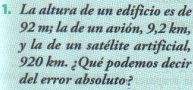 1. La altura de un edificio es de
92 m; la de un avión, 9,2 km,
y la de un satélite artificial,
920 km. ¿Qué podemos decir
del error absoluto?